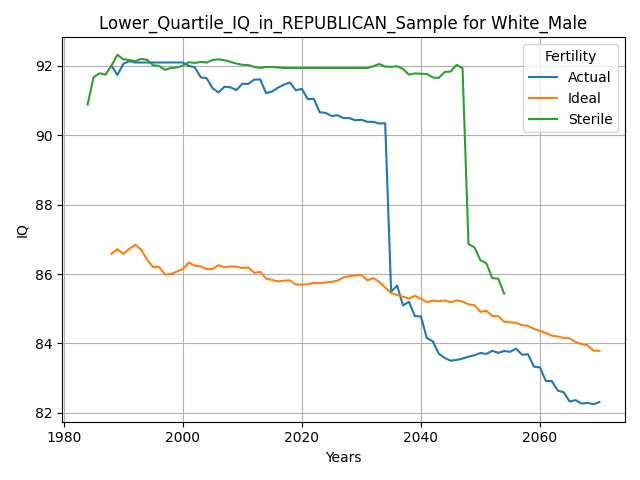 Lower_Quartile_IQ_in_REPUBLICAN_Sample for White_Male
Fertility
Actual
Ideal
Sterile
IQ
92
90
88
86
84
82
1980
2000
2020
2040
2060
Years